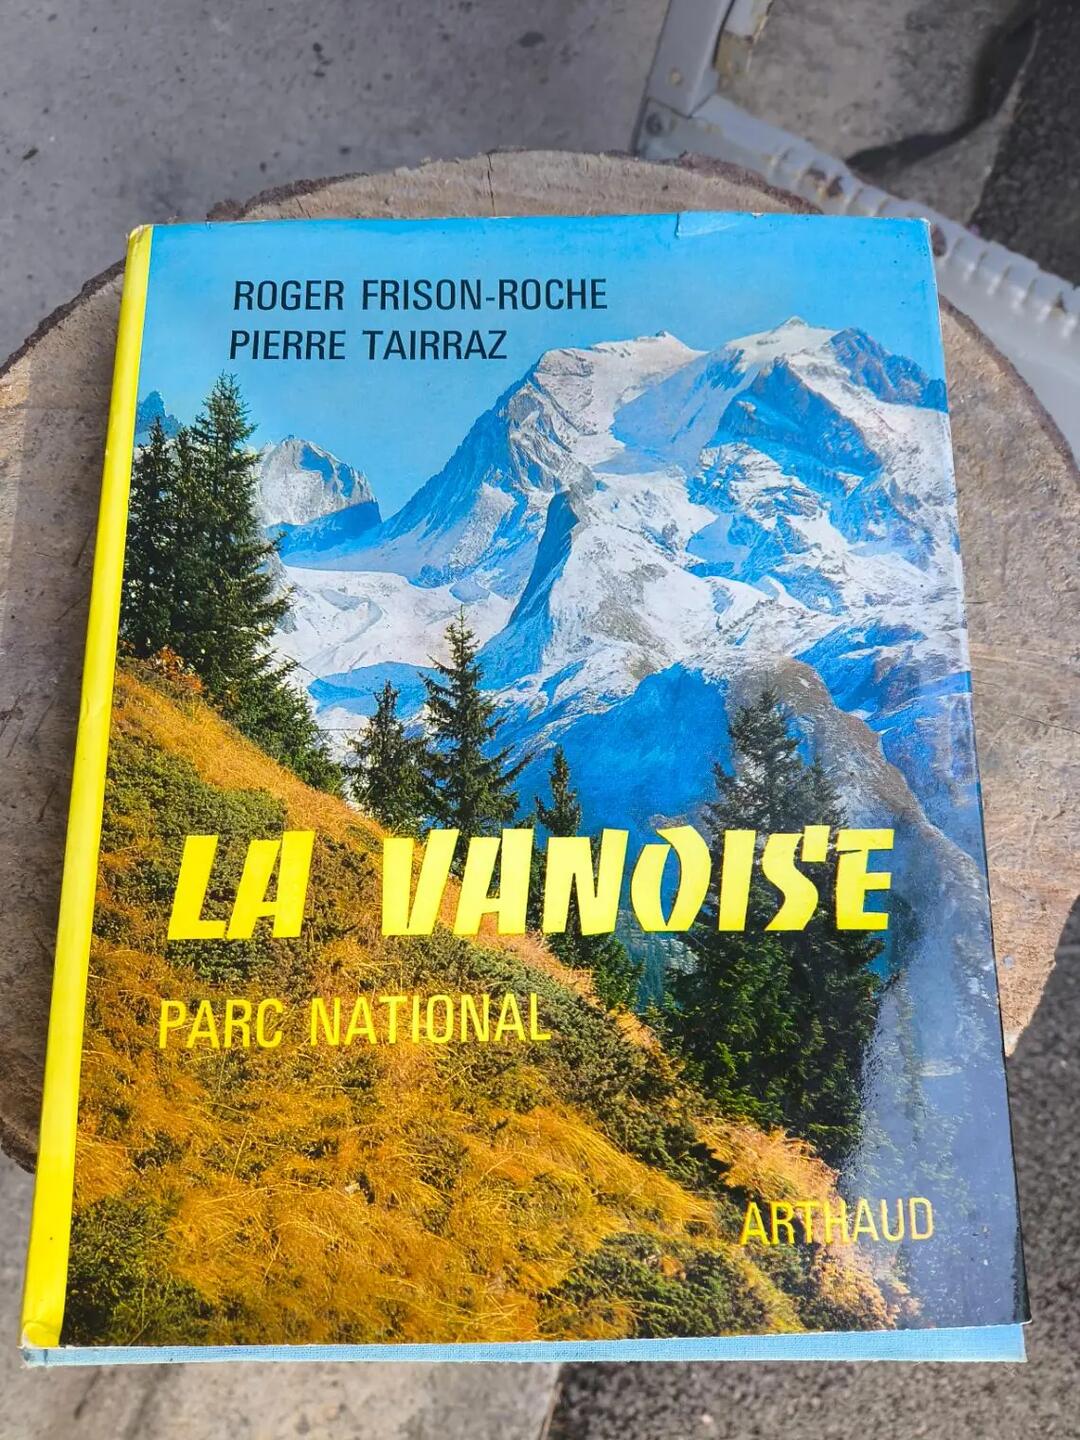 ROGER FRISON-ROCHE
PIERRE TAIRRAZ
LA VANOISE
PARC NATIONAL
ARTHAUD